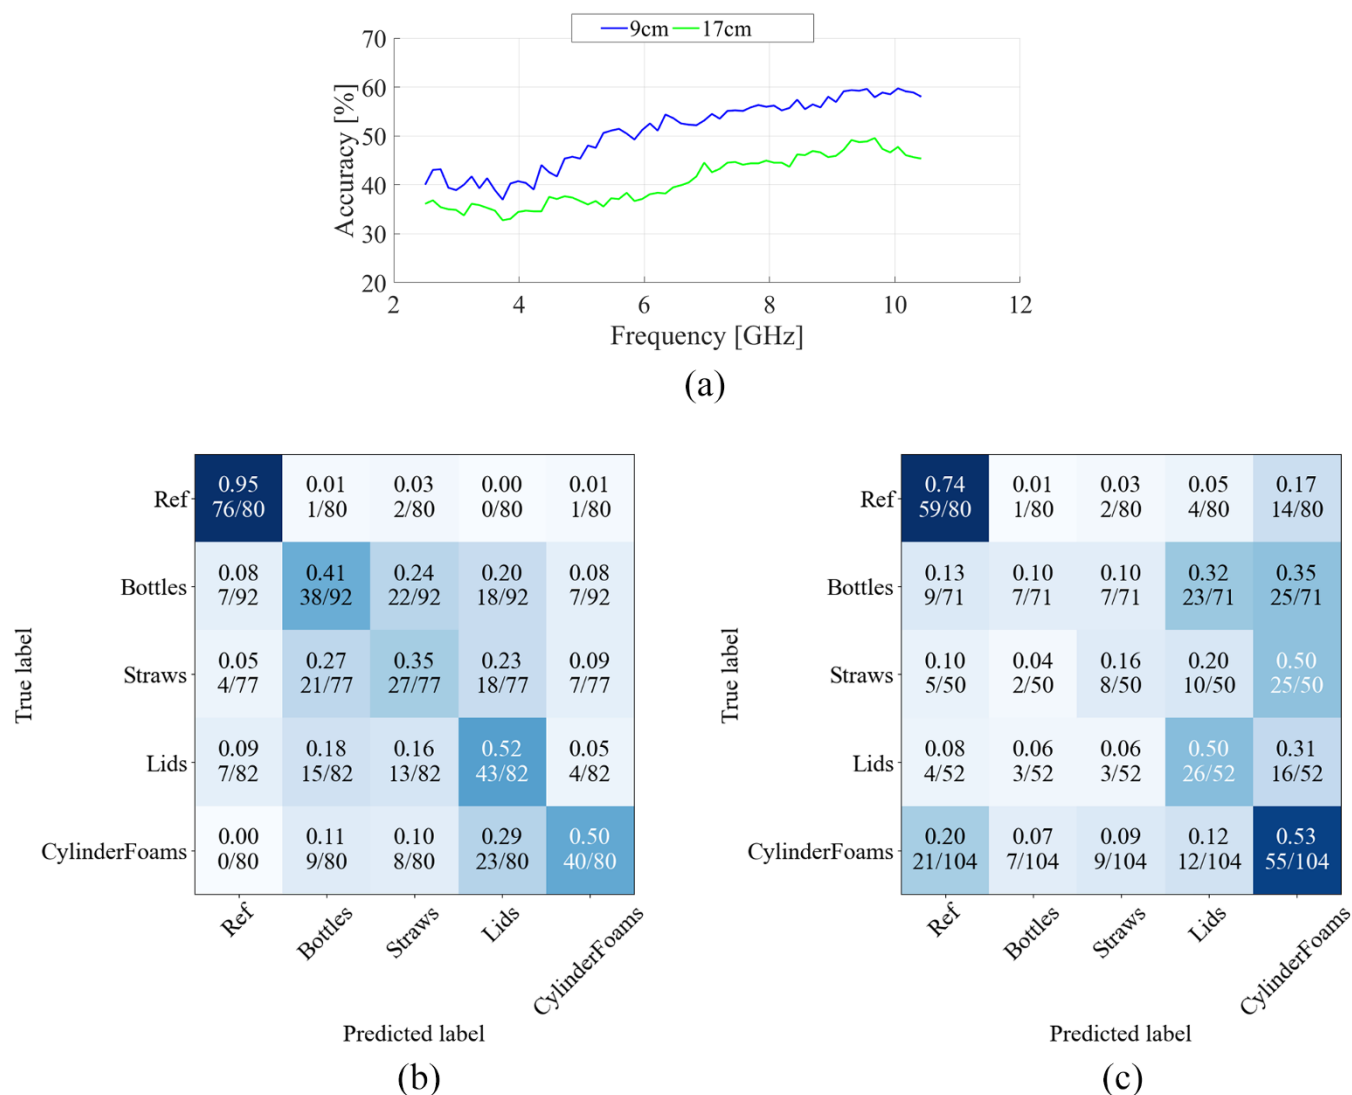 9cm 17cm
70
60
50
40
30
20
Accuracy [%]
2 4 6 8 10 12
Frequency [GHz]
(a)
True label
Ref
0.95 0.01 0.03 0.00 0.01
76/80 1/80 2/80 0/80 1/80
Bottles
0.08 0.41 0.24 0.20 0.08
7/92 38/92 22/92 18/92 7/92
Straws
0.05 0.27 0.35 0.23 0.09
4/77 21/77 27/77 18/77 7/77
Lids
0.09 0.18 0.16 0.52 0.05
7/82 15/82 13/82 43/82 4/82
CylinderFoams
0.00 0.11 0.10 0.29 0.50
0/80 9/80 8/80 23/80 40/80
Ref Bottles Straws Lids CylinderFoams
Predicted label
(b)
True label
Ref
0.74 0.01 0.03 0.05 0.17
59/80 1/80 2/80 4/80 14/80
Bottles
0.13 0.10 0.10 0.32 0.35
9/71 7/71 7/71 23/71 25/71
Straws
0.10 0.04 0.16 0.20 0.50
5/50 2/50 8/50 10/50 25/50
Lids
0.08 0.06 0.06 0.50 0.31
4/52 3/52 3/52 26/52 16/52
CylinderFoams
0.20 0.07 0.09 0.12 0.53
21/104 7/104 9/104 12/104 55/104
Ref Bottles Straws Lids CylinderFoams
Predicted label
(c)